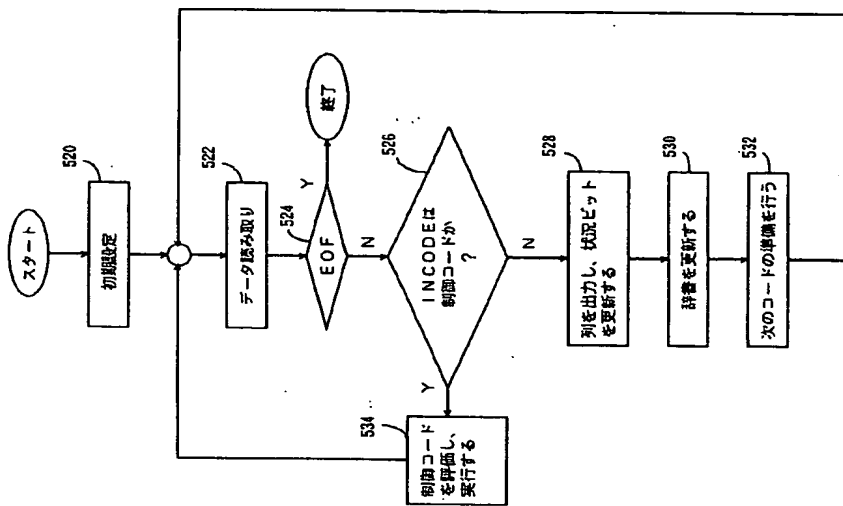 スタート
520
初期設定
522
データ読み取り
524
EOF
Y
終了
N
526
INCODEは
制御コードか
?
Y
534
制御コード
を評価し、
実行する
N
528
列を出力し、状況ビット
を更新する
530
辞書を更新する
532
次のコードの準備を行う